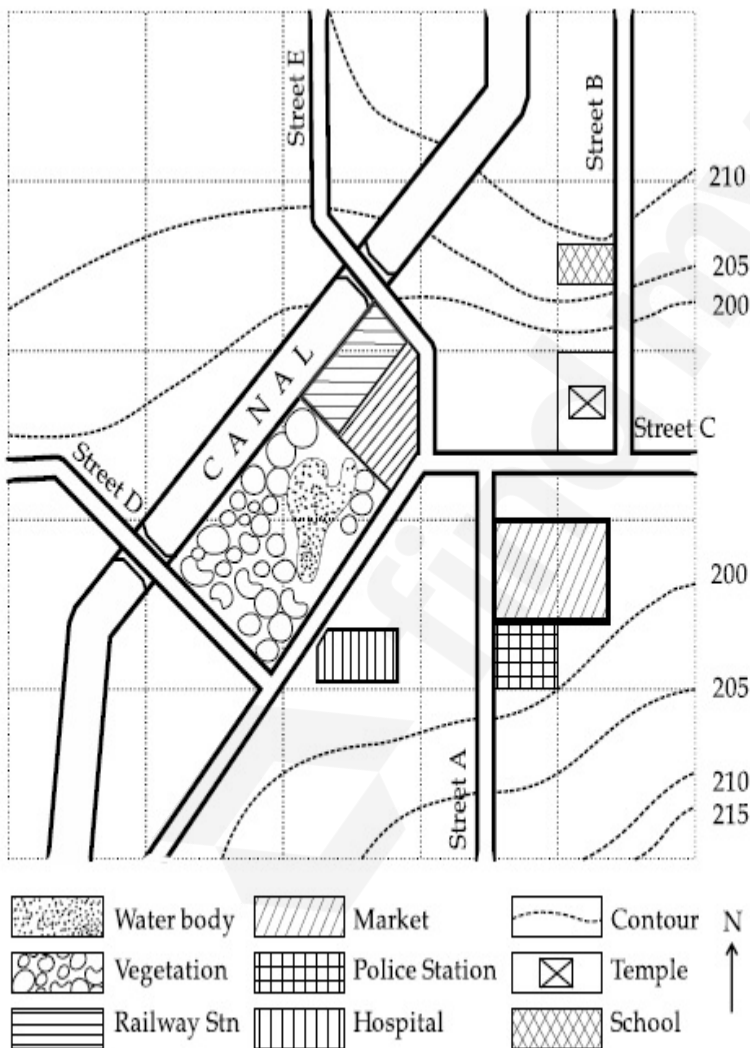 Street E
Street B
210
205
200
CANAL
Street C
Street D
200
205
Street A
210
215
Water body
Market
Contour
N
Vegetation
Police Station
Temple
Railway Stn
Hospital
School